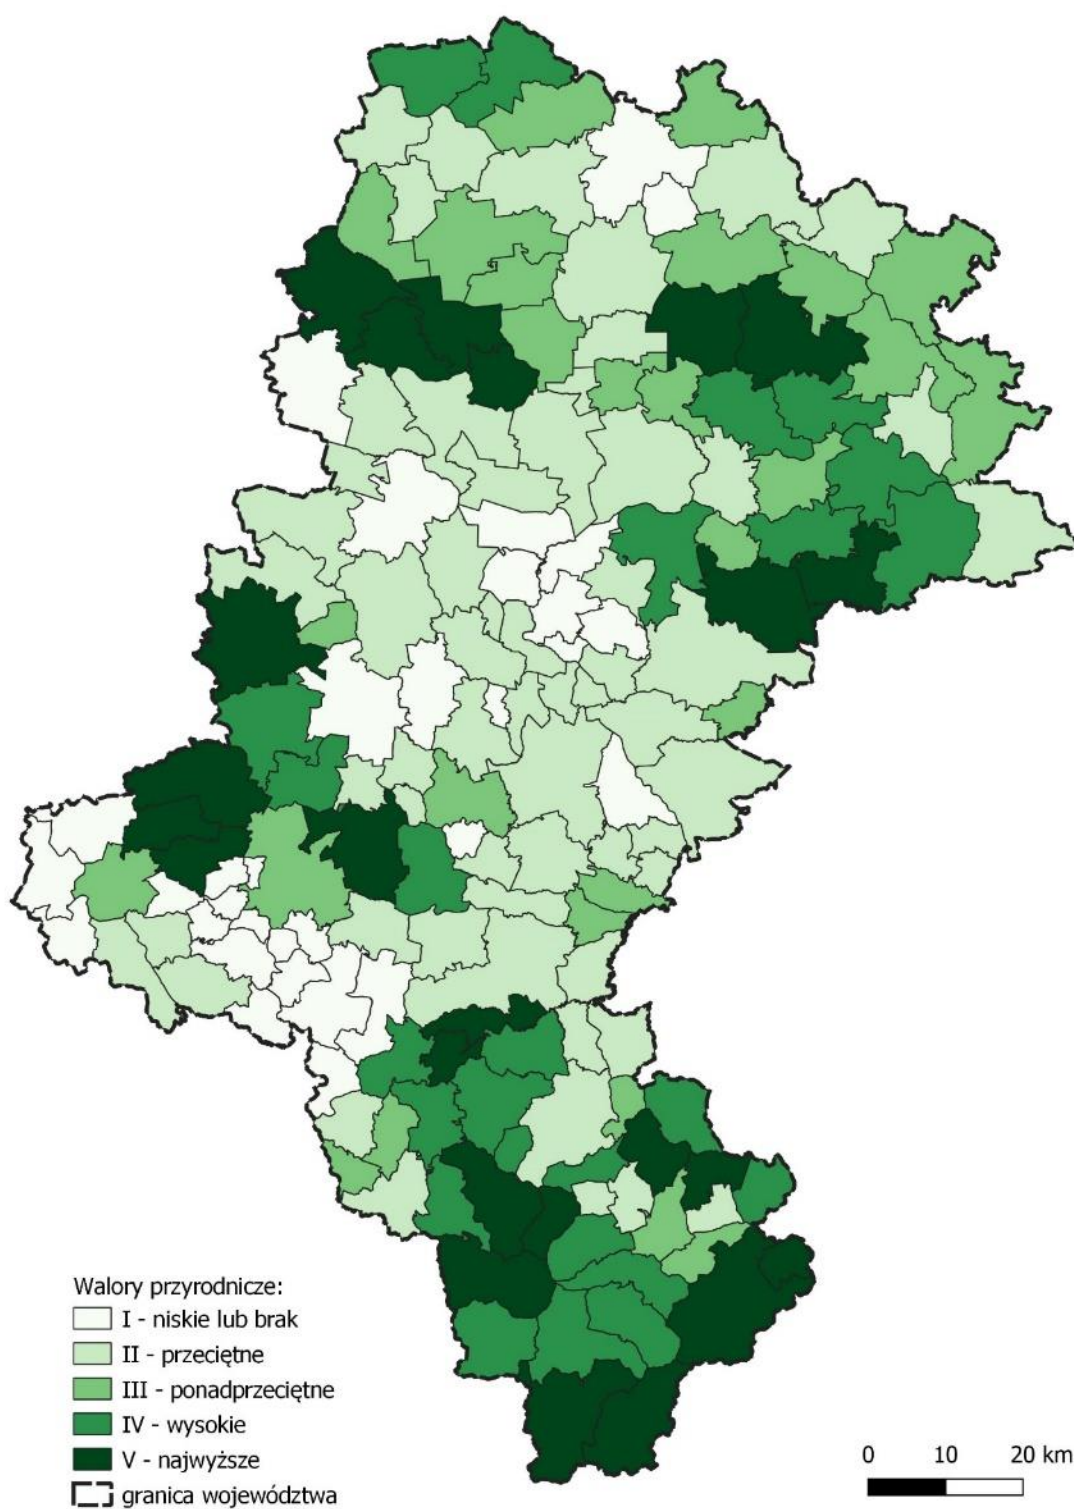 Walory przyrodnicze:
I - niskie lub brak
II - przeciętne
III - ponadprzeciętne
IV - wysokie
V - najwyższe
granica województwa
0 10 20 km